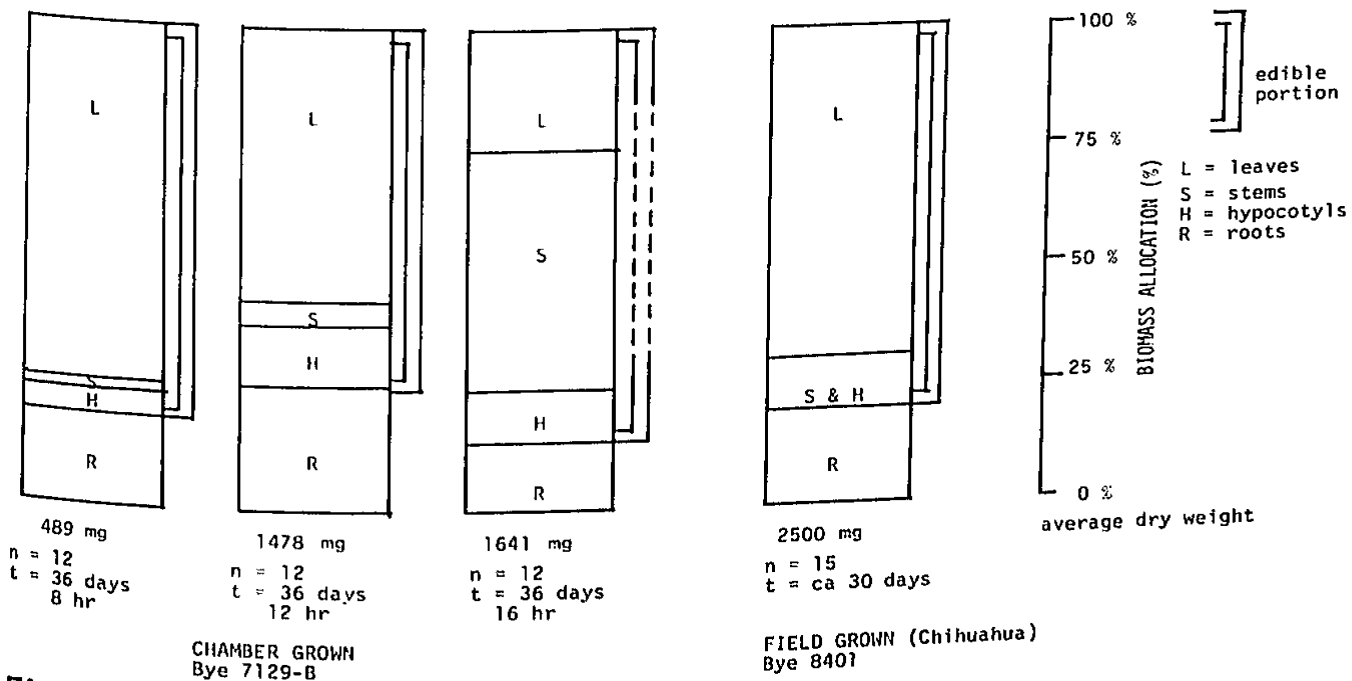 L
S
H
R
489 mg
n = 12
t = 36 days
8 hr
L
S
H
R
1478 mg
n = 12
t = 36 days
12 hr
L
S
H
R
1641 mg
n = 12
t = 36 days
16 hr
CHAMBER GROWN
Bye 7129-B
L
S & H
R
2500 mg
n = 15
t = ca 30 days
FIELD GROWN (Chihuahua)
Bye 8401
100 %
75 %
50 %
25 %
0 %
BIOMASS ALLOCATION (%)
average dry weight
edible
portion
L = leaves
S = stems
H = hypocotyls
R = roots